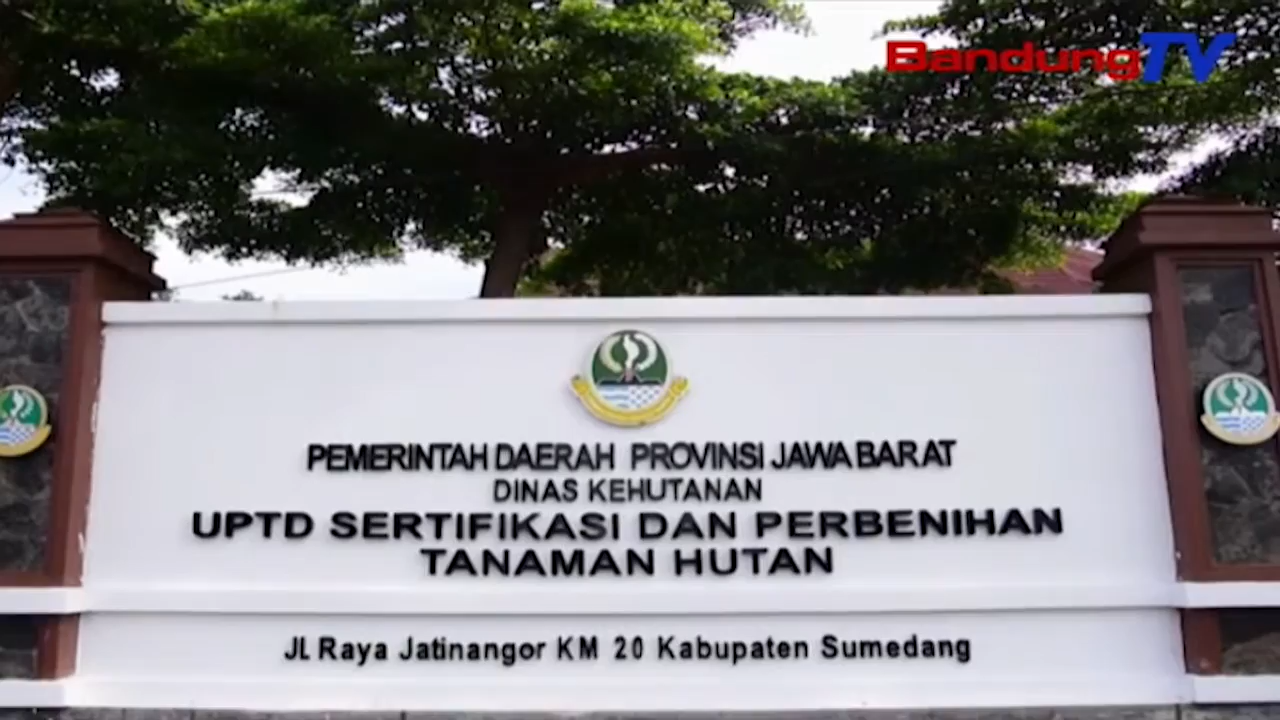 BandungTV
PEMERINTAH DAERAH PROVINSI JAWA BARAT
DINAS KEHUTANAN
UPTD SERTIFIKASI DAN PERBENIHAN
TANAMAN HUTAN
Jl. Raya Jatinangor KM 20 Kabupaten Sumedang